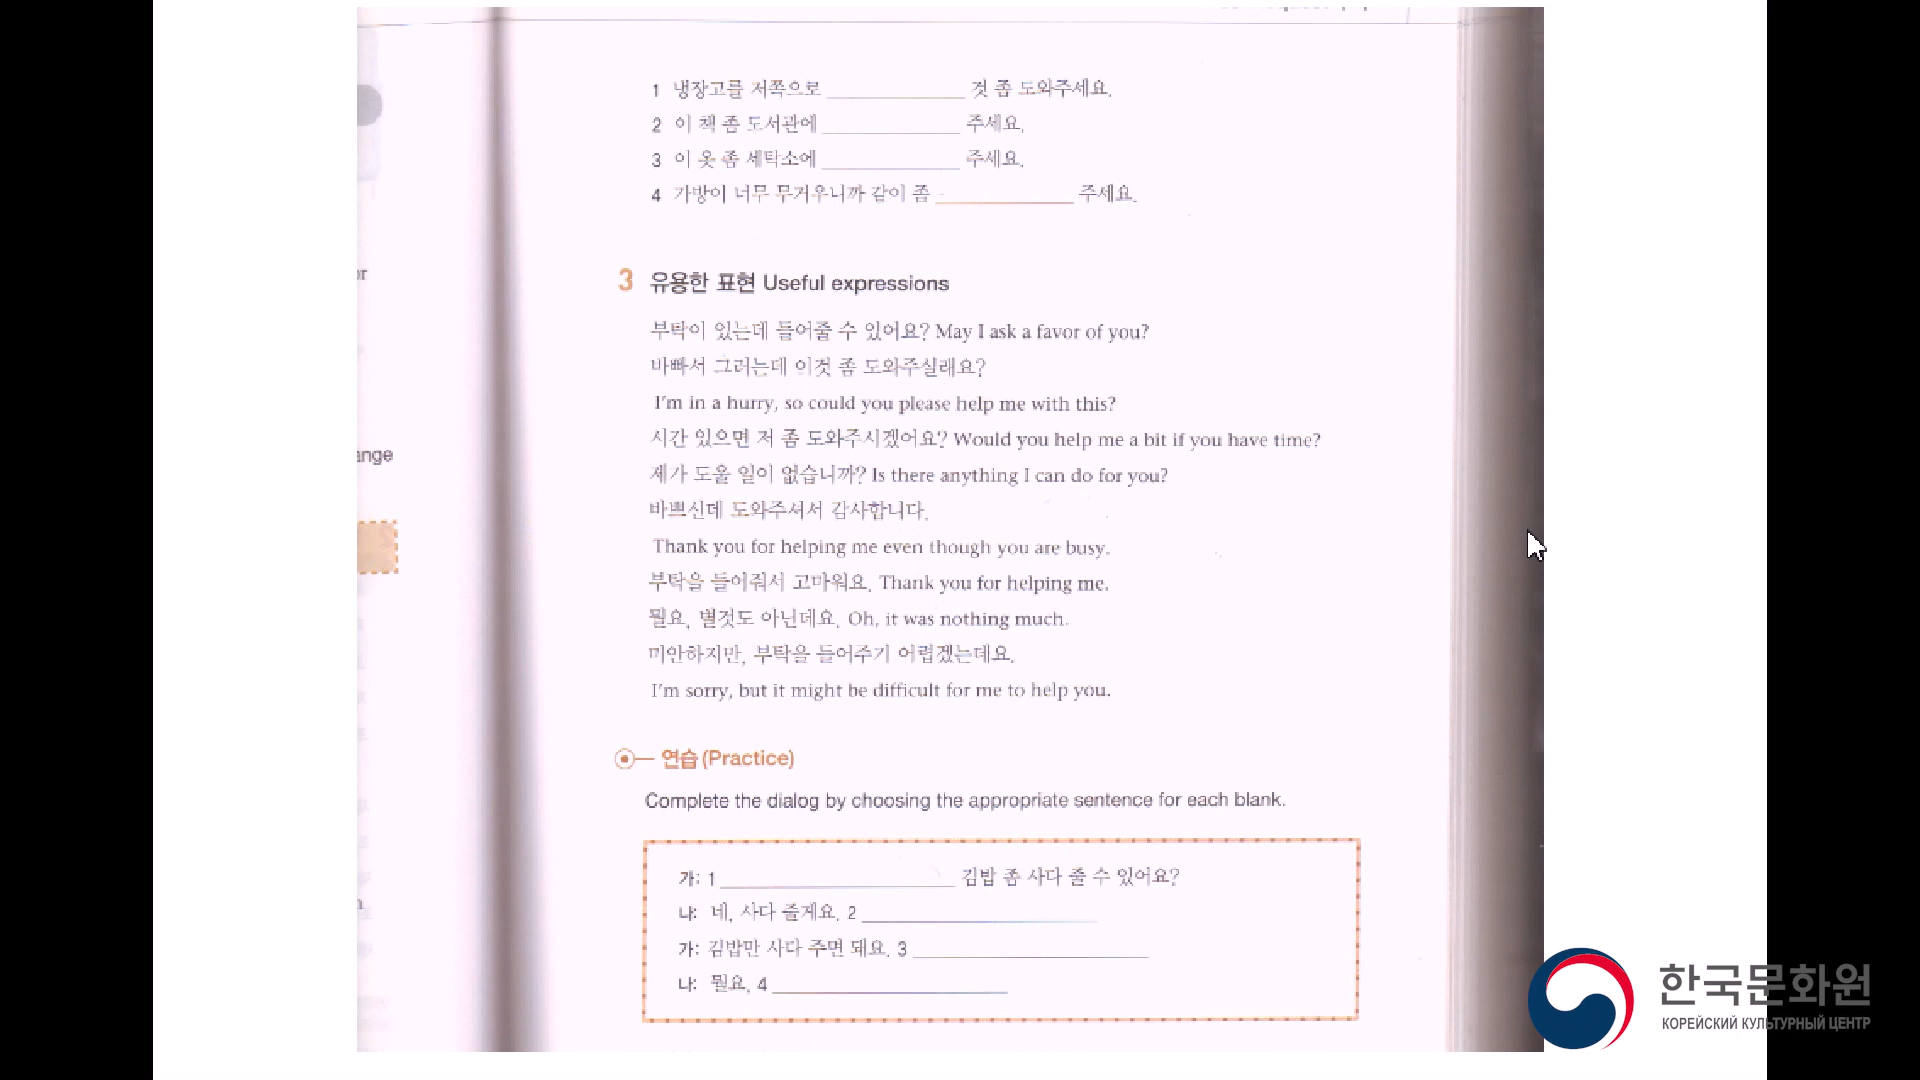 1 냉장고를 저쪽으로 ____________ 것 좀 도와주세요.
2 이 책 좀 도서관에 ____________ 주세요.
3 이 옷 좀 세탁소에 ____________ 주세요.
4 가방이 너무 무거우니까 같이 좀 ____________ 주세요.
3 유용한 표현 Useful expressions
부탁이 있는데 들어줄 수 있어요? May I ask a favor of you?
바빠서 그러는데 이것 좀 도와주실래요?
I'm in a hurry, so could you please help me with this?
시간 있으면 저 좀 도와주시겠어요? Would you help me a bit if you have time?
제가 도울 일이 없습니까? Is there anything I can do for you?
ange
바쁘신데 도와주셔서 감사합니다.
Thank you for helping me even though you are busy.
부탁을 들어줘서 고마워요. Thank you for helping me.
뭘요, 별것도 아닌데요. Oh, it was nothing much.
미안하지만, 부탁을 들어주기 어렵겠는데요.
I'm sorry, but it might be difficult for me to help you.
연습 (Practice)
Complete the dialog by choosing the appropriate sentence for each blank.
가: 1 ____________ 김밥 좀 사다 줄 수 있어요?
나: 네, 사다 줄게요. 2 ____________
가: 김밥만 사다 주면 돼요. 3 ____________
나: 뭘요, 4 ____________
한국문화원
КОРЕЙСКИЙ КУЛЬТУРНЫЙ ЦЕНТР